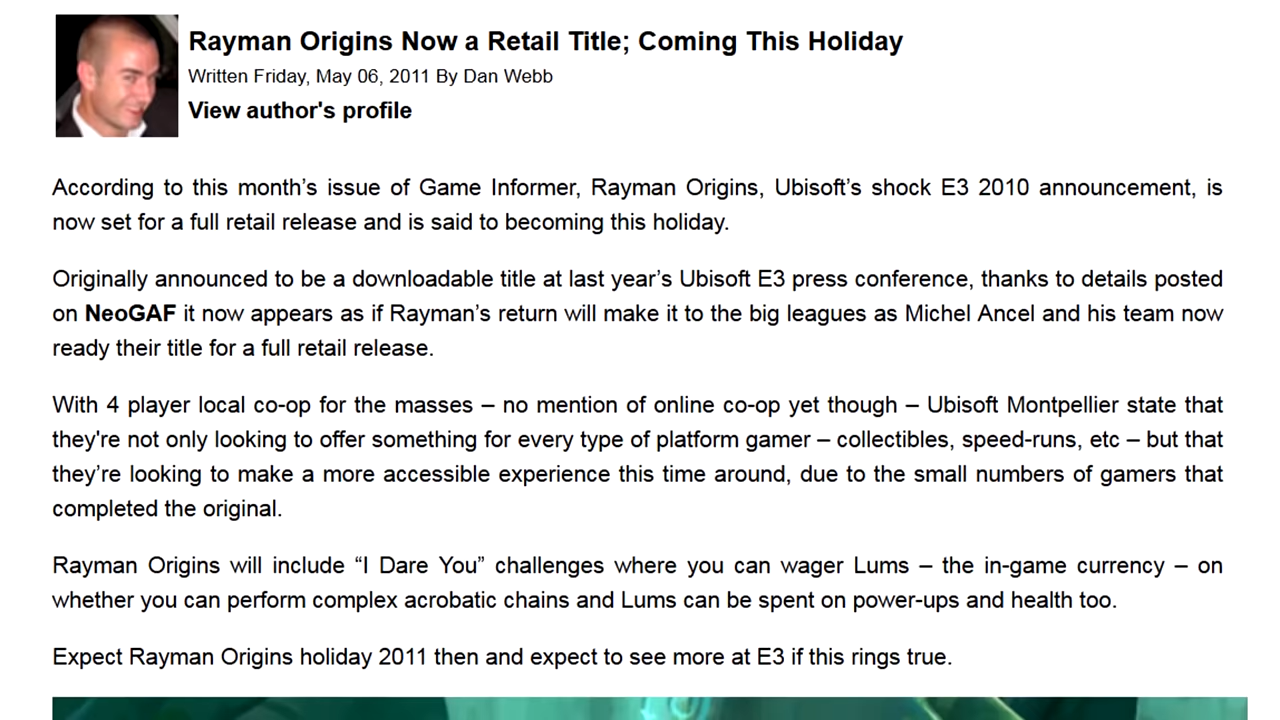 Rayman Origins Now a Retail Title; Coming This Holiday
Written Friday, May 06, 2011 By Dan Webb
View author's profile
According to this month’s issue of Game Informer, Rayman Origins, Ubisoft’s shock E3 2010 announcement, is
now set for a full retail release and is said to becoming this holiday.
Originally announced to be a downloadable title at last year’s Ubisoft E3 press conference, thanks to details posted
on NeoGAF it now appears as if Rayman’s return will make it to the big leagues as Michel Ancel and his team now
ready their title for a full retail release.
With 4 player local co-op for the masses – no mention of online co-op yet though – Ubisoft Montpellier state that
they're not only looking to offer something for every type of platform gamer – collectibles, speed-runs, etc – but that
they’re looking to make a more accessible experience this time around, due to the small numbers of gamers that
completed the original.
Rayman Origins will include “I Dare You” challenges where you can wager Lums – the in-game currency – on
whether you can perform complex acrobatic chains and Lums can be spent on power-ups and health too.
Expect Rayman Origins holiday 2011 then and expect to see more at E3 if this rings true.